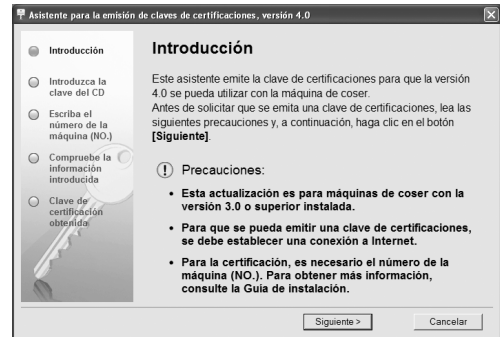 Asistente para la emisión de claves de certificaciones, versión 4.0
Introducción
Introduzca la
clave del CD
Escriba el
número de la
máquina (NO.)
Compruebe la
información
introducida
Clave de
certificación
obtenida
Introducción
Este asistente emite la clave de certificaciones para que la versión
4.0 se pueda utilizar con la máquina de coser.
Antes de solicitar que se emita una clave de certificaciones, lea las
siguientes precauciones y, a continuación, haga clic en el botón
[Siguiente].
Precauciones:
• Esta actualización es para máquinas de coser con la
versión 3.0 o superior instalada.
• Para que se pueda emitir una clave de certificaciones,
se debe establecer una conexión a Internet.
• Para la certificación, es necesario el número de la
máquina (NO.). Para obtener más información,
consulte la Guía de instalación.
Siguiente >
Cancelar